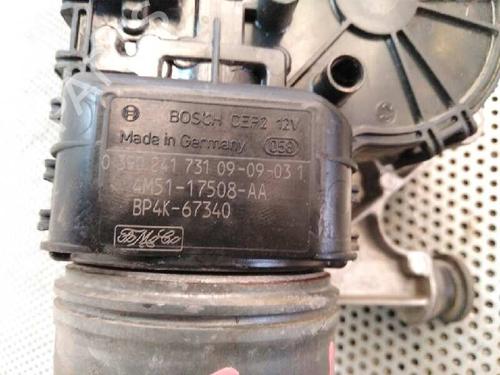 BOSCH CEP2 12V
Made in Germany 058
0 390 241 731 09-09-03 1
4M51-17508-AA
BP4K-67340
FoMoCo